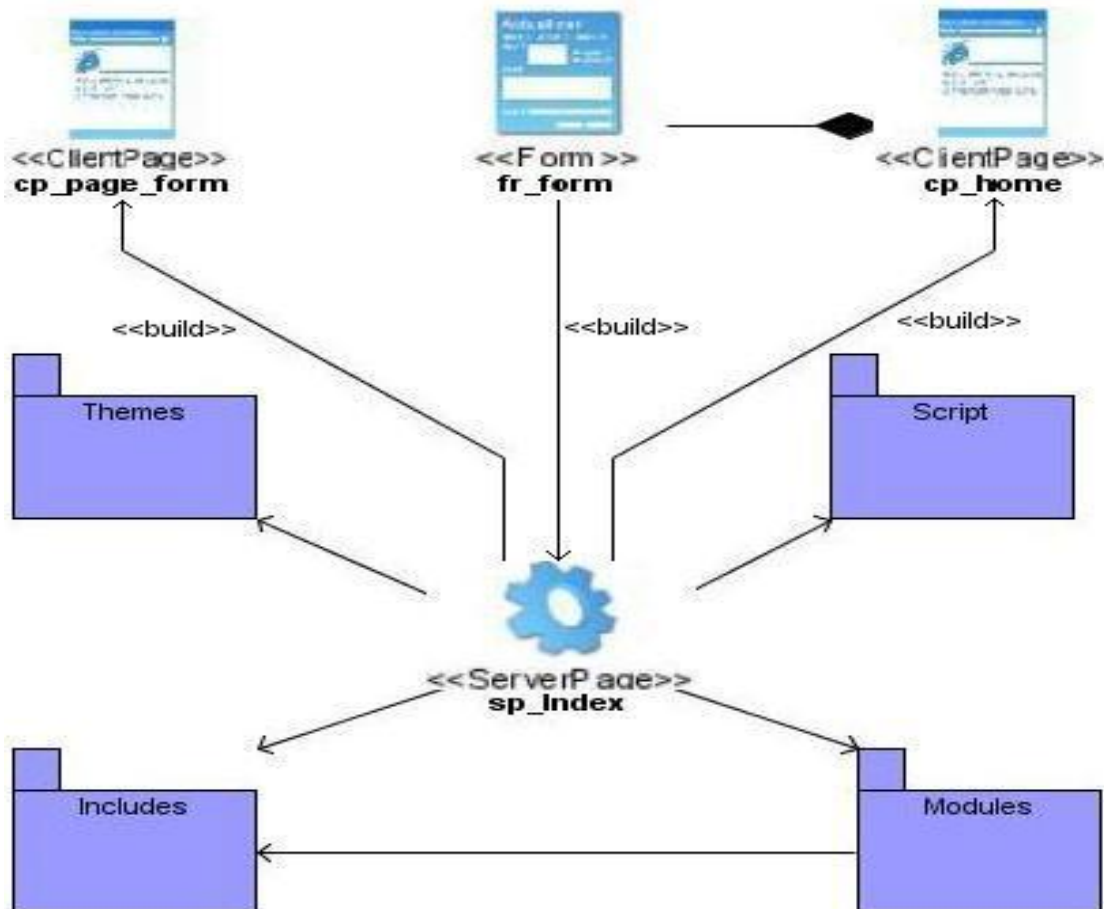 <<ClientPage>>
cp_page_form
<<Form>>
fr_form
<<ClientPage>>
cp_home
<<build>>
<<build>>
<<build>>
Themes
Script
<<ServerPage>>
sp_Index
Includes
Modules